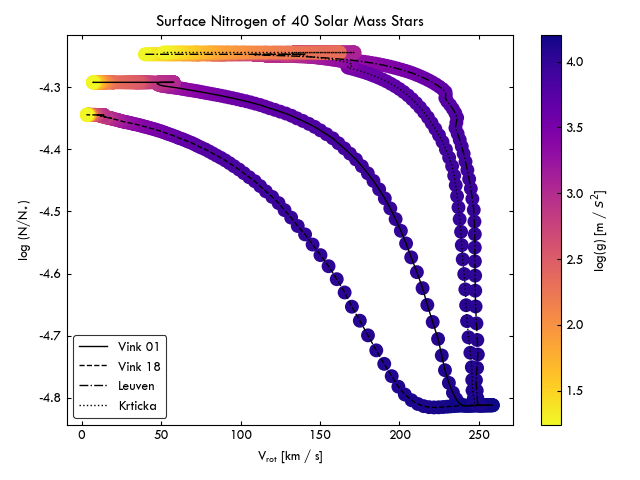 Surface Nitrogen of 40 Solar Mass Stars
log (N/N*)
-4.3
-4.4
-4.5
-4.6
-4.7
-4.8
Vink 01
Vink 18
Leuven
Krticka
0 50 100 150 200 250
Vrot [km / s]
4.0
3.5
3.0
2.5
2.0
1.5
log(g) [m / s²]